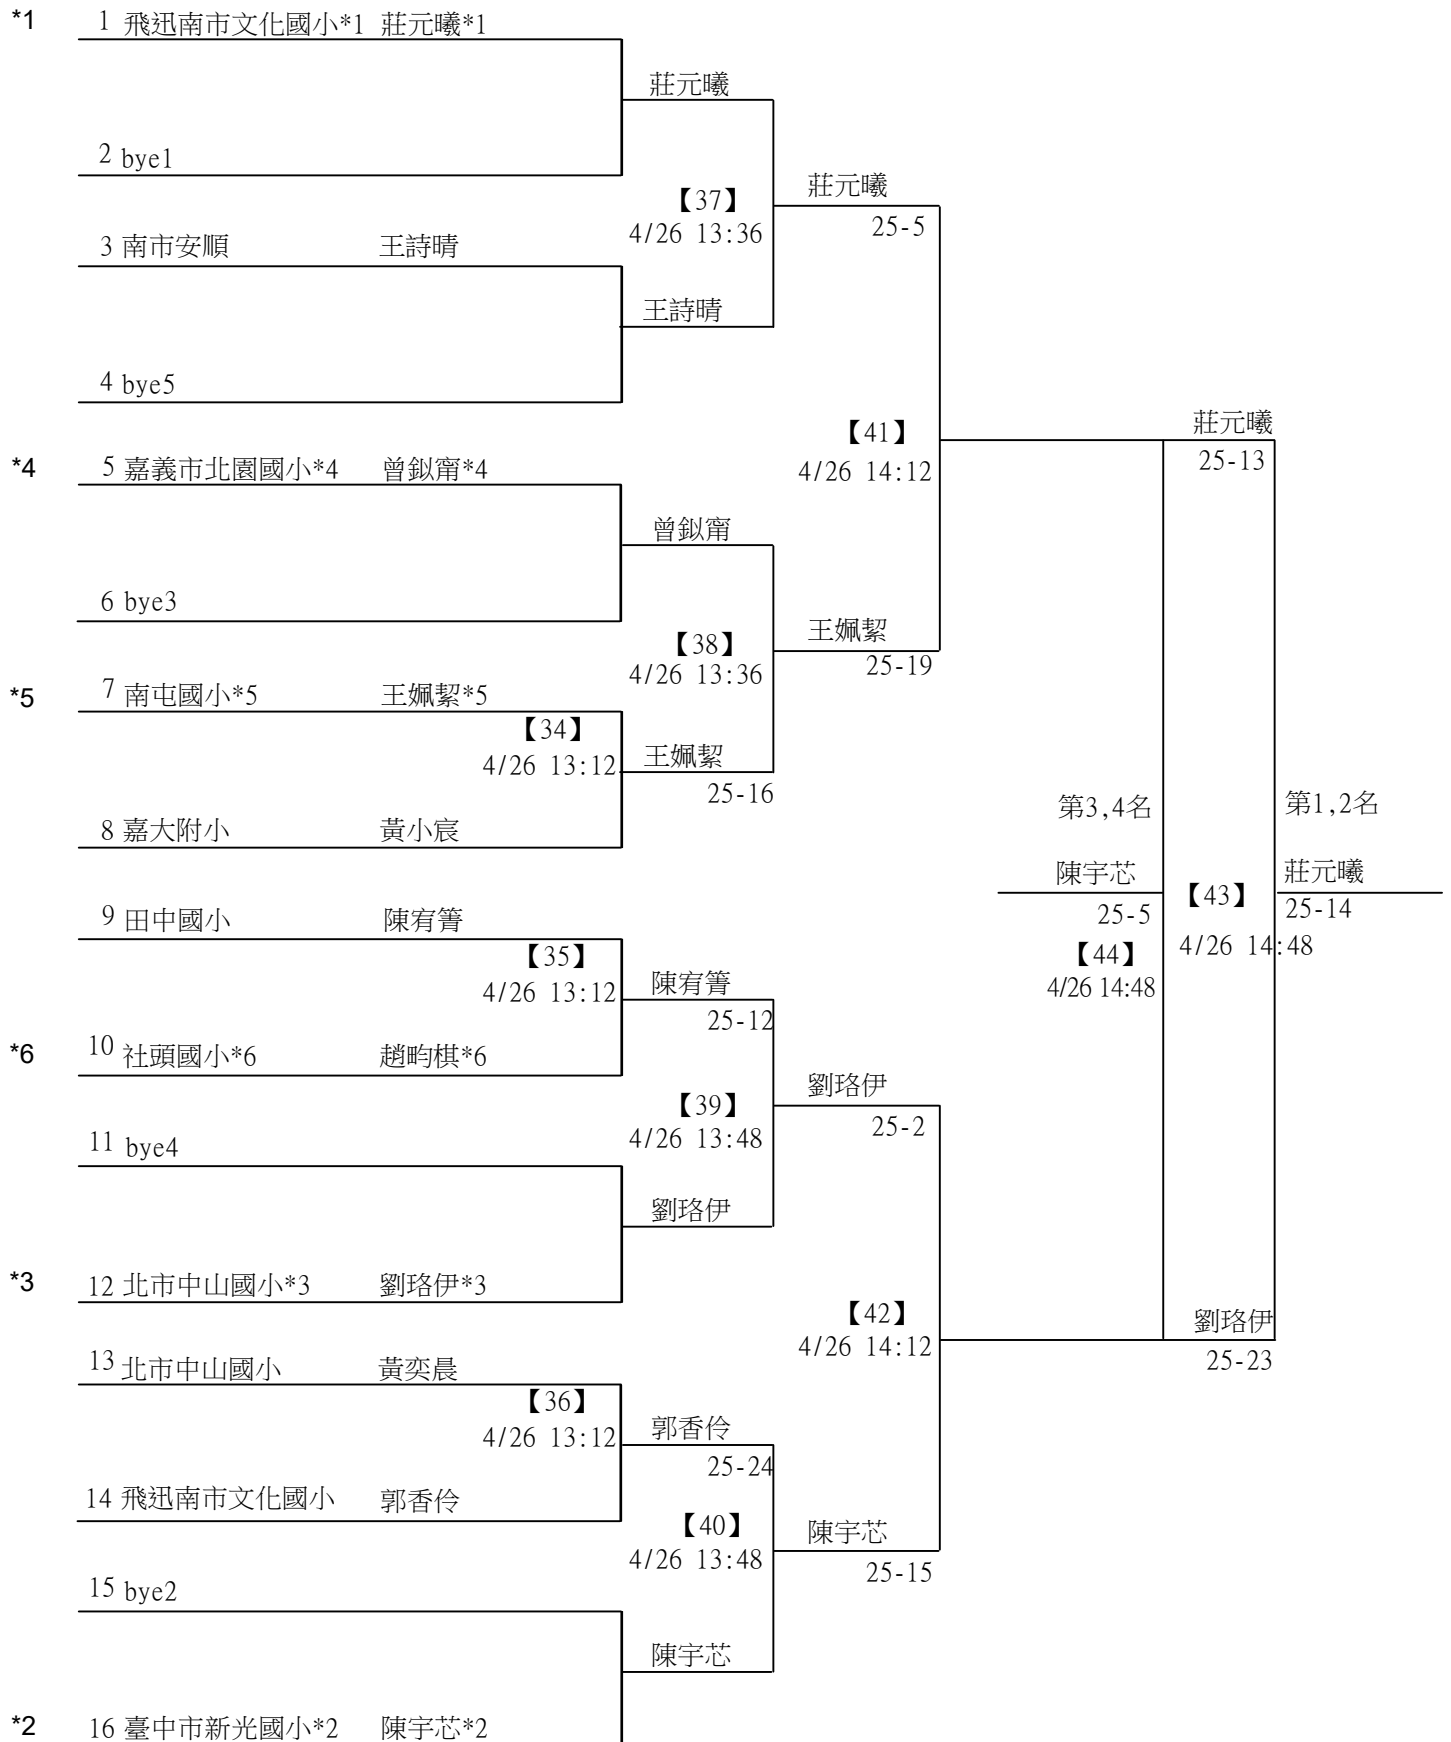 *1 1 飛迅南市文化國小*1 莊元曦*1
莊元曦
2 bye1
莊元曦
【37】
25-5
4/26 13:36
3 南市安順 王詩晴
王詩晴
4 bye5
莊元曦
【41】
25-13
*4 5 嘉義市北園國小*4 曾鈊甯*4
4/26 14:12
曾鈊甯
6 bye3
王姵絜
【38】
25-19
4/26 13:36
*5 7 南屯國小*5 王姵絜*5
【34】
王姵絜
4/26 13:12
25-16
第3,4名 第1,2名
8 嘉大附小 黃小宸
陳宇芯 莊元曦
【43】
9 田中國小 陳宥箐
25-5 25-14
【35】 【44】 4/26 14:48
陳宥箐
4/26 13:12 4/26 14:48
25-12
*6 10 社頭國小*6 趙畇棋*6
劉珞伊
【39】
25-2
11 bye4 4/26 13:48
劉珞伊
*3 12 北市中山國小*3 劉珞伊*3
【42】 劉珞伊
4/26 14:12
25-23
13 北市中山國小 黃奕晨
【36】
郭香伶
4/26 13:12
25-24
14 飛迅南市文化國小 郭香伶
【40】 陳宇芯
4/26 13:48
25-15
15 bye2
陳宇芯
*2 16 臺中市新光國小*2 陳宇芯*2